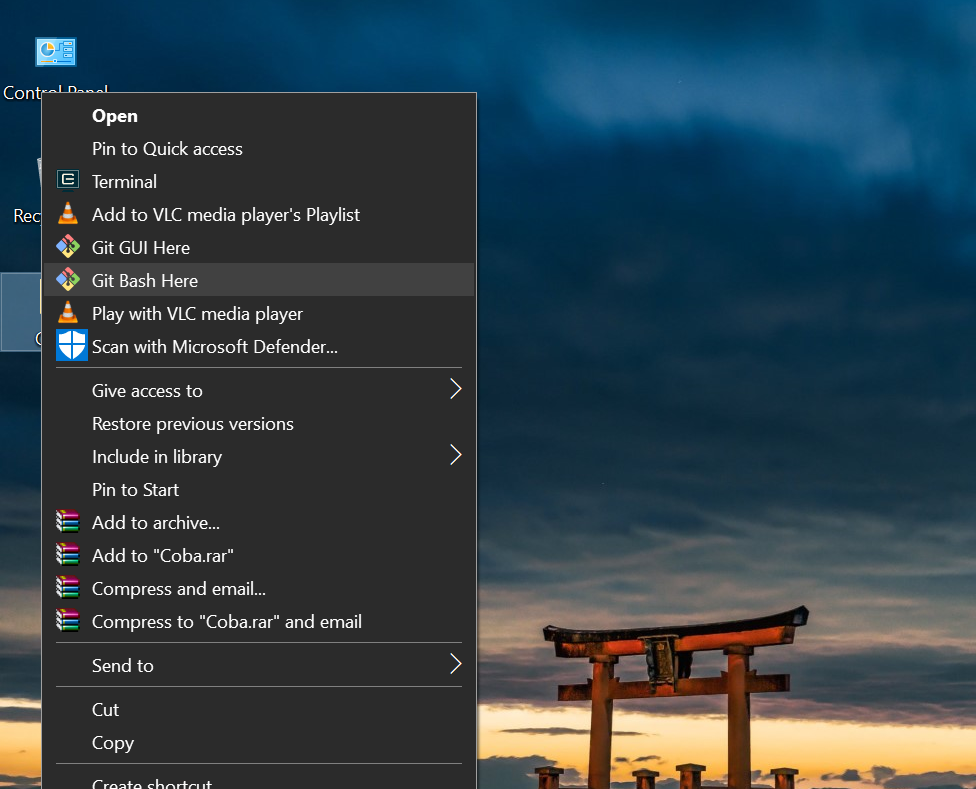 Control Panel
Open
Pin to Quick access
Terminal
Add to VLC media player's Playlist
Git GUI Here
Git Bash Here
Play with VLC media player
Scan with Microsoft Defender...
Give access to
Restore previous versions
Include in library
Pin to Start
Add to archive...
Add to "Coba.rar"
Compress and email...
Compress to "Coba.rar" and email
Send to
Cut
Copy
Create shortcut